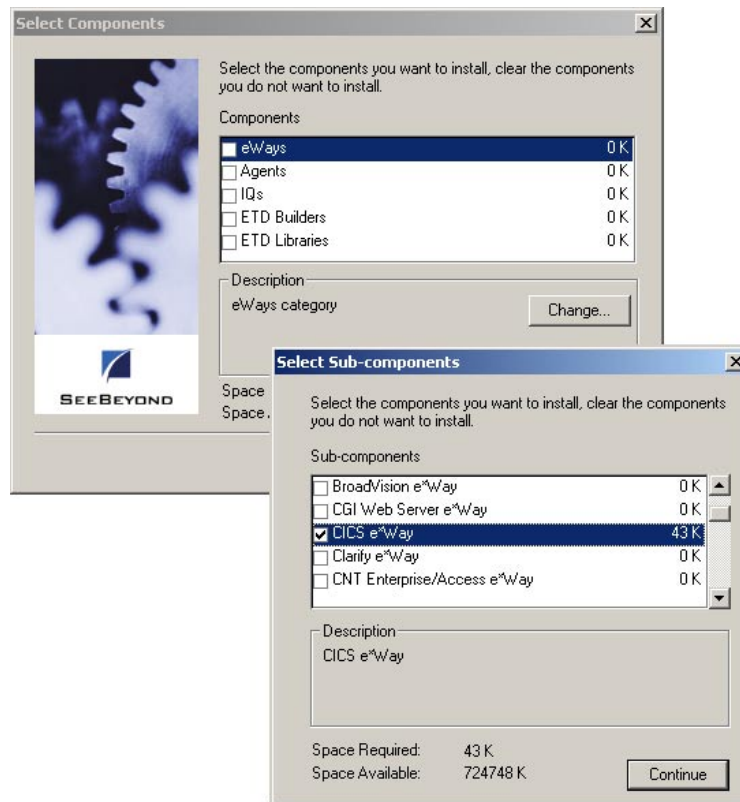 Select Components
Select the components you want to install, clear the components
you do not want to install.
Components
eWays 0 K
Agents 0 K
IQs 0 K
ETD Builders 0 K
ETD Libraries 0 K
Description
eWays category
Change...
SEEBEYOND
Space
Space
Select Sub-components
Select the components you want to install, clear the components
you do not want to install.
Sub-components
BroadVision e*Way 0 K
CGI Web Server e*Way 0 K
CICS e*Way 43 K
Clarify e*Way 0 K
CNT Enterprise/Access e*Way 0 K
Description
CICS e*Way
Space Required: 43 K
Space Available: 724748 K
Continue